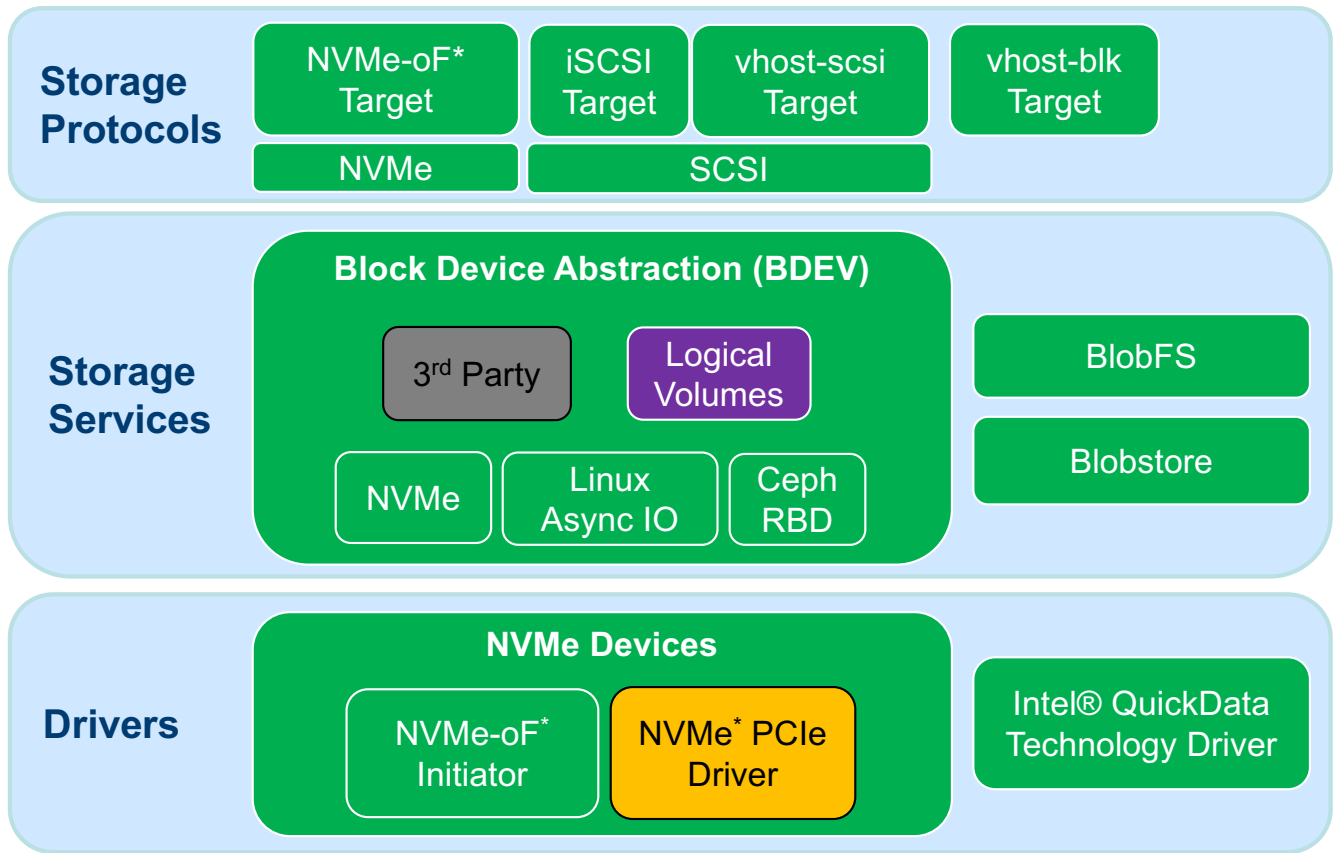 Storage
Protocols
NVMe-oF*
Target
iSCSI
Target
vhost-scsi
Target
vhost-blk
Target
NVMe
SCSI
Storage
Services
Block Device Abstraction (BDEV)
3rd Party
Logical
Volumes
NVMe
Linux
Async IO
Ceph
RBD
BlobFS
Blobstore
Drivers
NVMe Devices
NVMe-oF*
Initiator
NVMe* PCIe
Driver
Intel® QuickData
Technology Driver